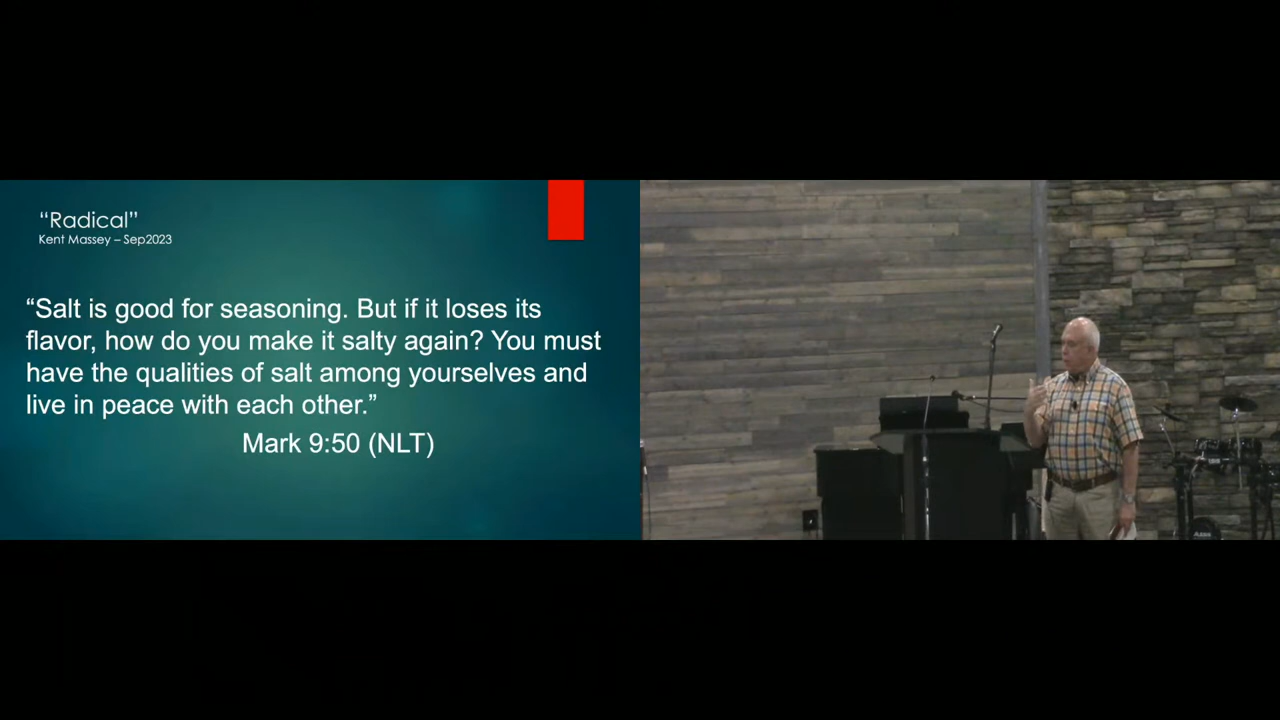 “Radical”
Kent Massey – Sep2023
“Salt is good for seasoning. But if it loses its
flavor, how do you make it salty again? You must
have the qualities of salt among yourselves and
live in peace with each other.”
Mark 9:50 (NLT)